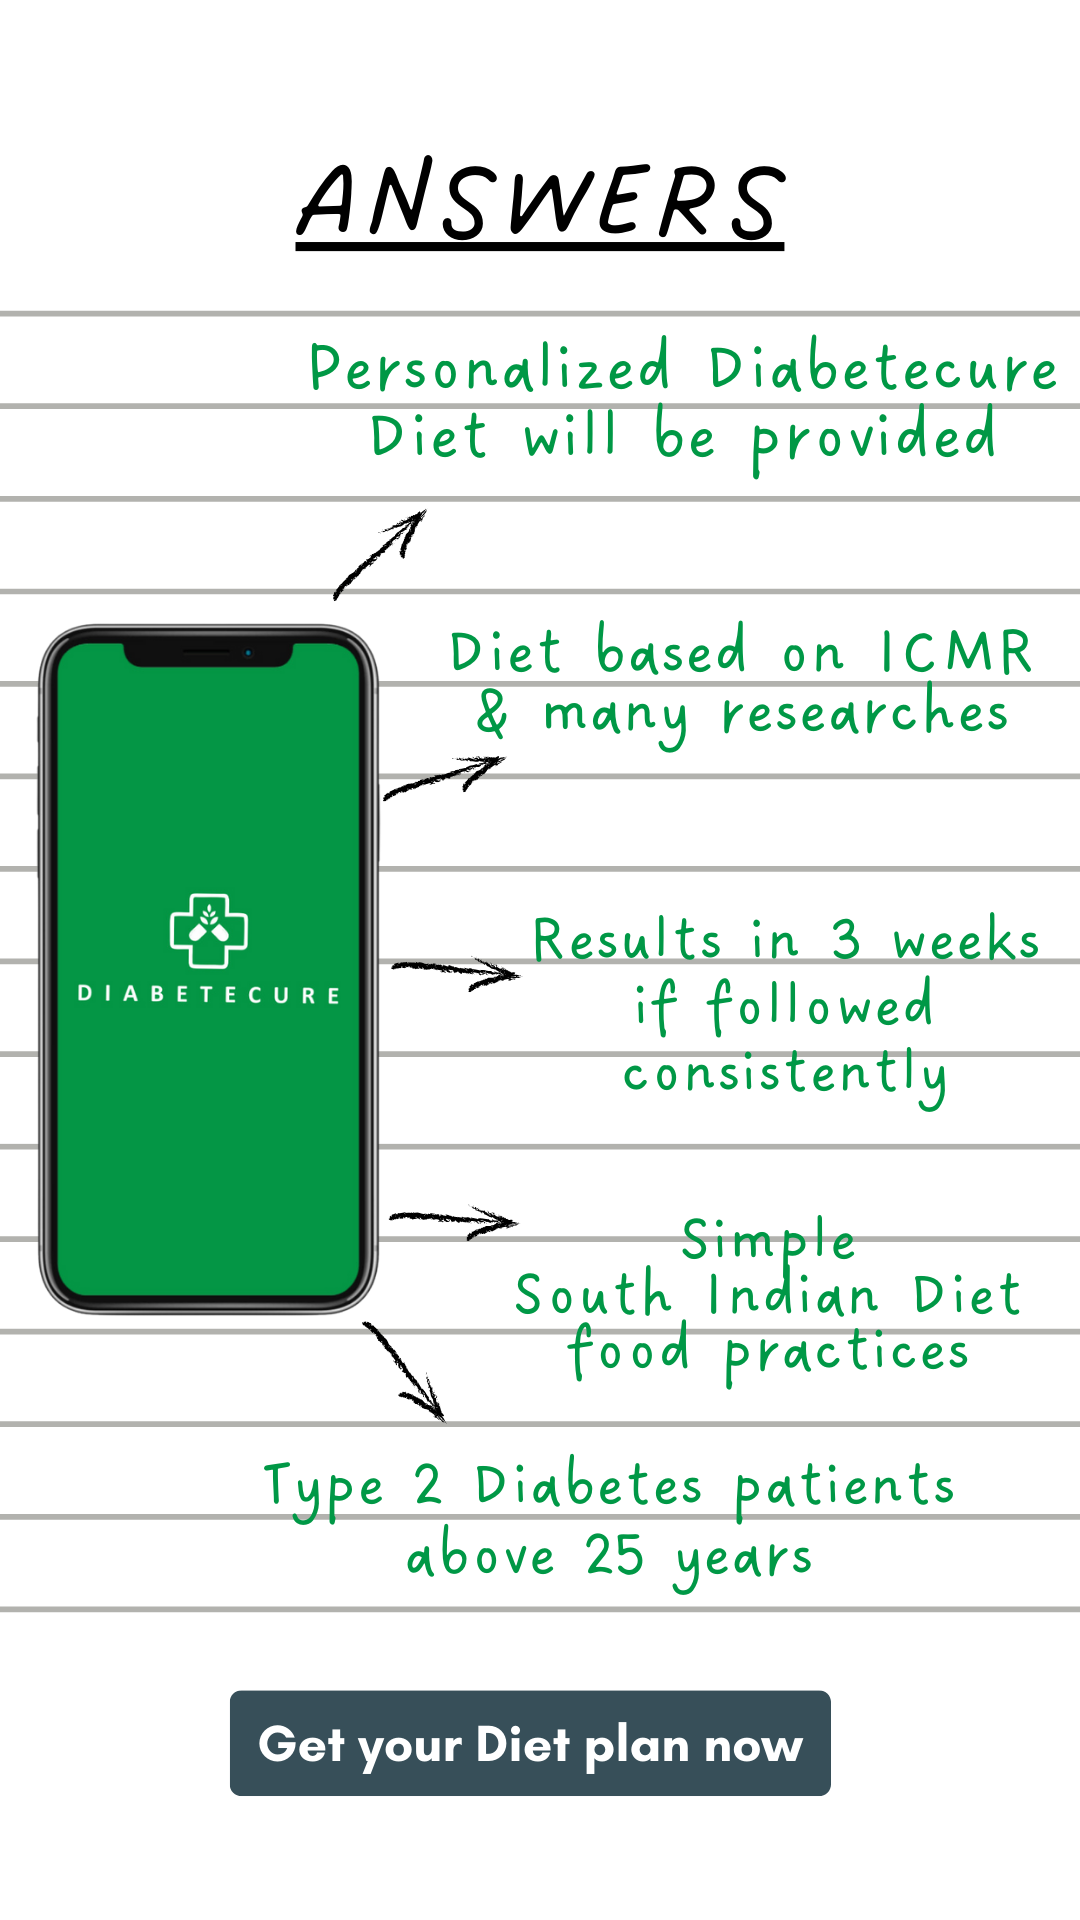 ANSWERS
Personalized Diabetecure
Diet will be provided
Diet based on ICMR
& many researches
DIABETECURE
Results in 3 weeks
if followed
consistently
Simple
South Indian Diet
food practices
Type 2 Diabetes patients
above 25 years
Get your Diet plan now